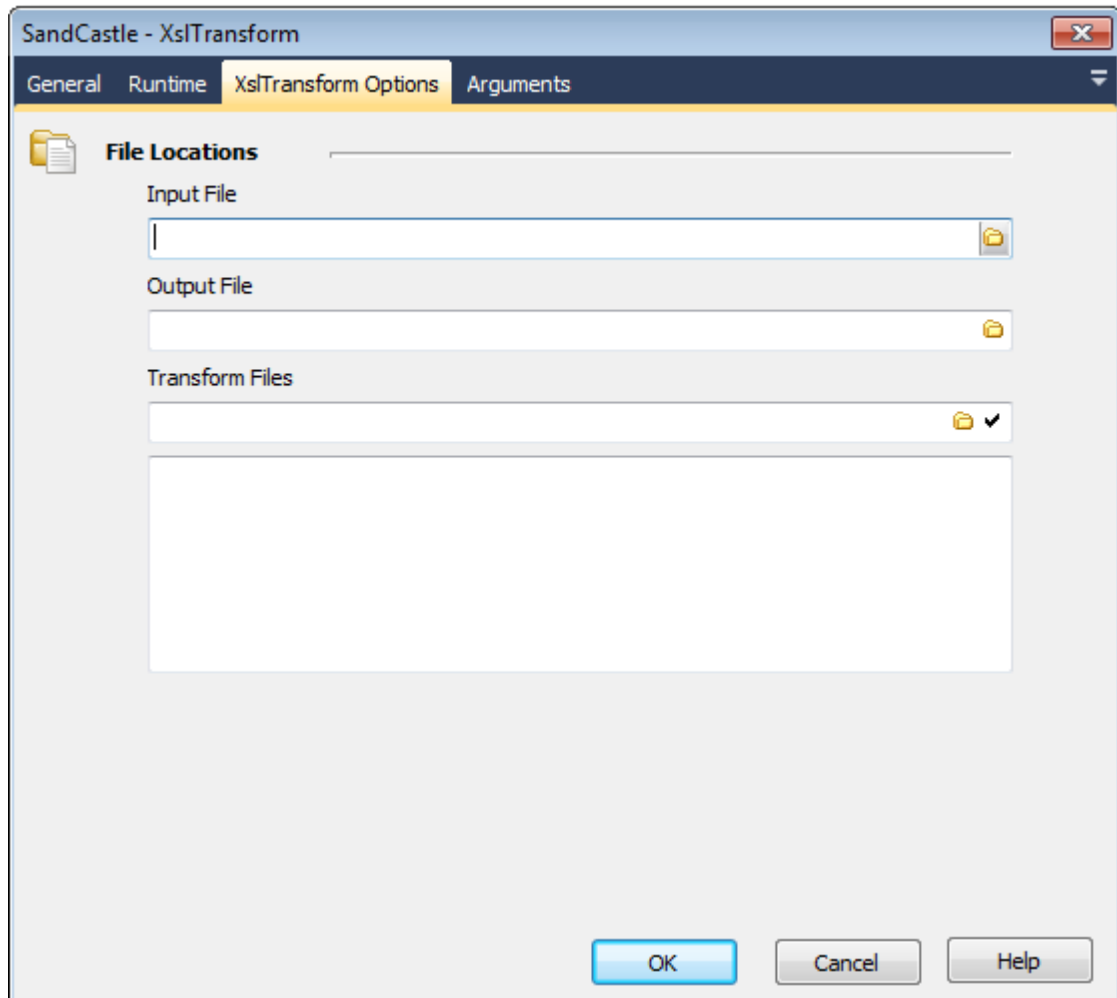 SandCastle - XslTransform
General Runtime XslTransform Options Arguments
File Locations
Input File
Output File
Transform Files
OK Cancel Help